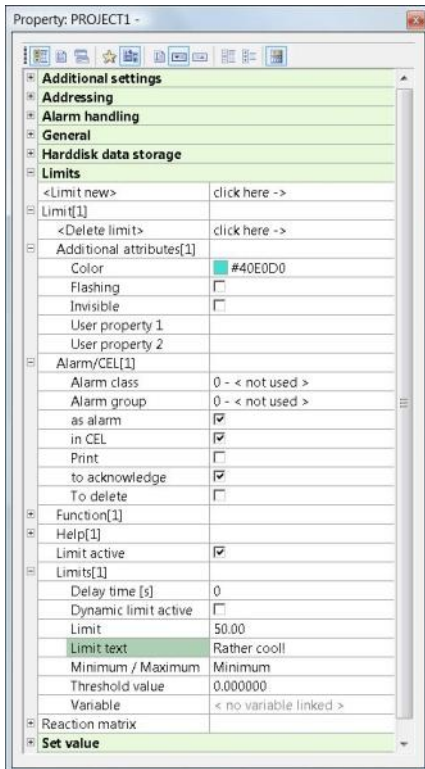 Property: PROJECT1 -
Additional settings
Addressing
Alarm handling
General
Harddisk data storage
Limits
<Limit new> click here ->
Limit[1]
<Delete limit> click here ->
Additional attributes[1]
Color #40E0D0
Flashing
Invisible
User property 1
User property 2
Alarm/CEL[1]
Alarm class 0 - < not used >
Alarm group 0 - < not used >
as alarm
in CEL
Print
to acknowledge
To delete
Function[1]
Help[1]
Limit active
Limits[1]
Delay time [s] 0
Dynamic limit active
Limit 50.00
Limit text Rather cool!
Minimum / Maximum Minimum
Threshold value 0.000000
Variable < no variable linked >
Reaction matrix
Set value